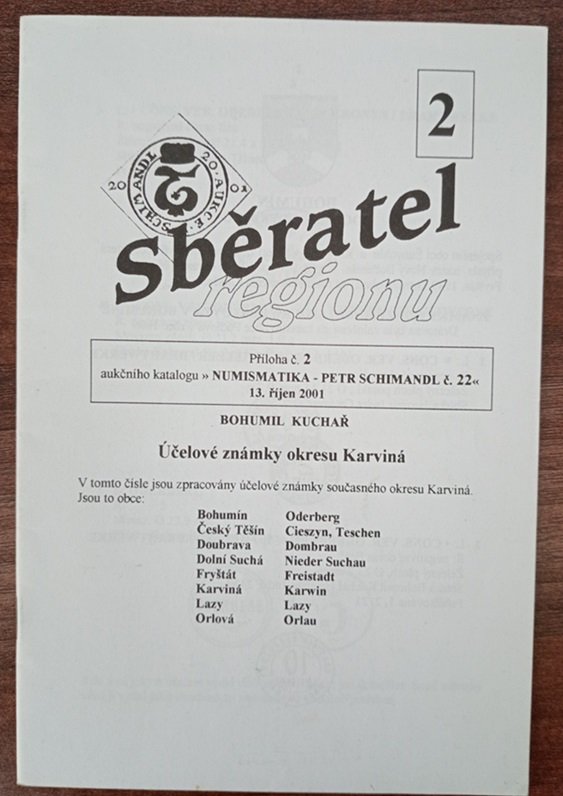 2
SCHIMANDL 20. AUKCE
2001
Sběratel
regionu
Příloha č. 2
aukčního katalogu » NUMISMATIKA - PETR SCHIMANDL č. 22«
13. říjen 2001
BOHUMIL KUCHAŘ
Účelové známky okresu Karviná
V tomto čísle jsou zpracovány účelové známky současného okresu Karviná.
Jsou to obce:
Bohumín Oderberg
Český Těšín Cieszyn, Teschen
Doubrava Dombrau
Dolní Suchá Nieder Suchau
Fryštát Freistadt
Karviná Karwin
Lazy Lazy
Orlová Orlau